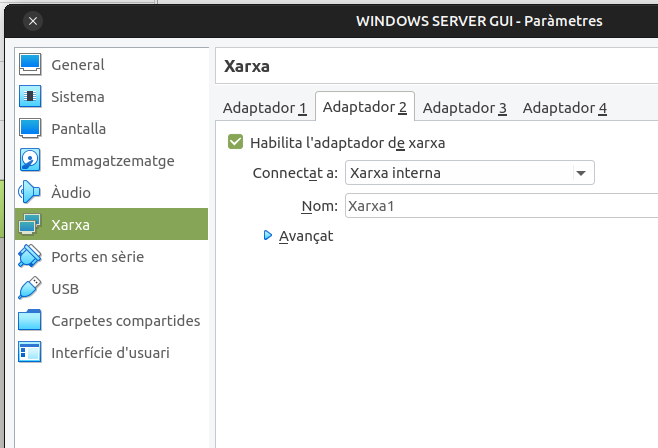 WINDOWS SERVER GUI - Paràmetres
General
Sistema
Pantalla
Emmagatzematge
Àudio
Xarxa
Ports en sèrie
USB
Carpetes compartides
Interfície d'usuari
Xarxa
Adaptador 1 Adaptador 2 Adaptador 3 Adaptador 4
Habilita l'adaptador de xarxa
Connectat a: Xarxa interna
Nom: Xarxa1
Avançat